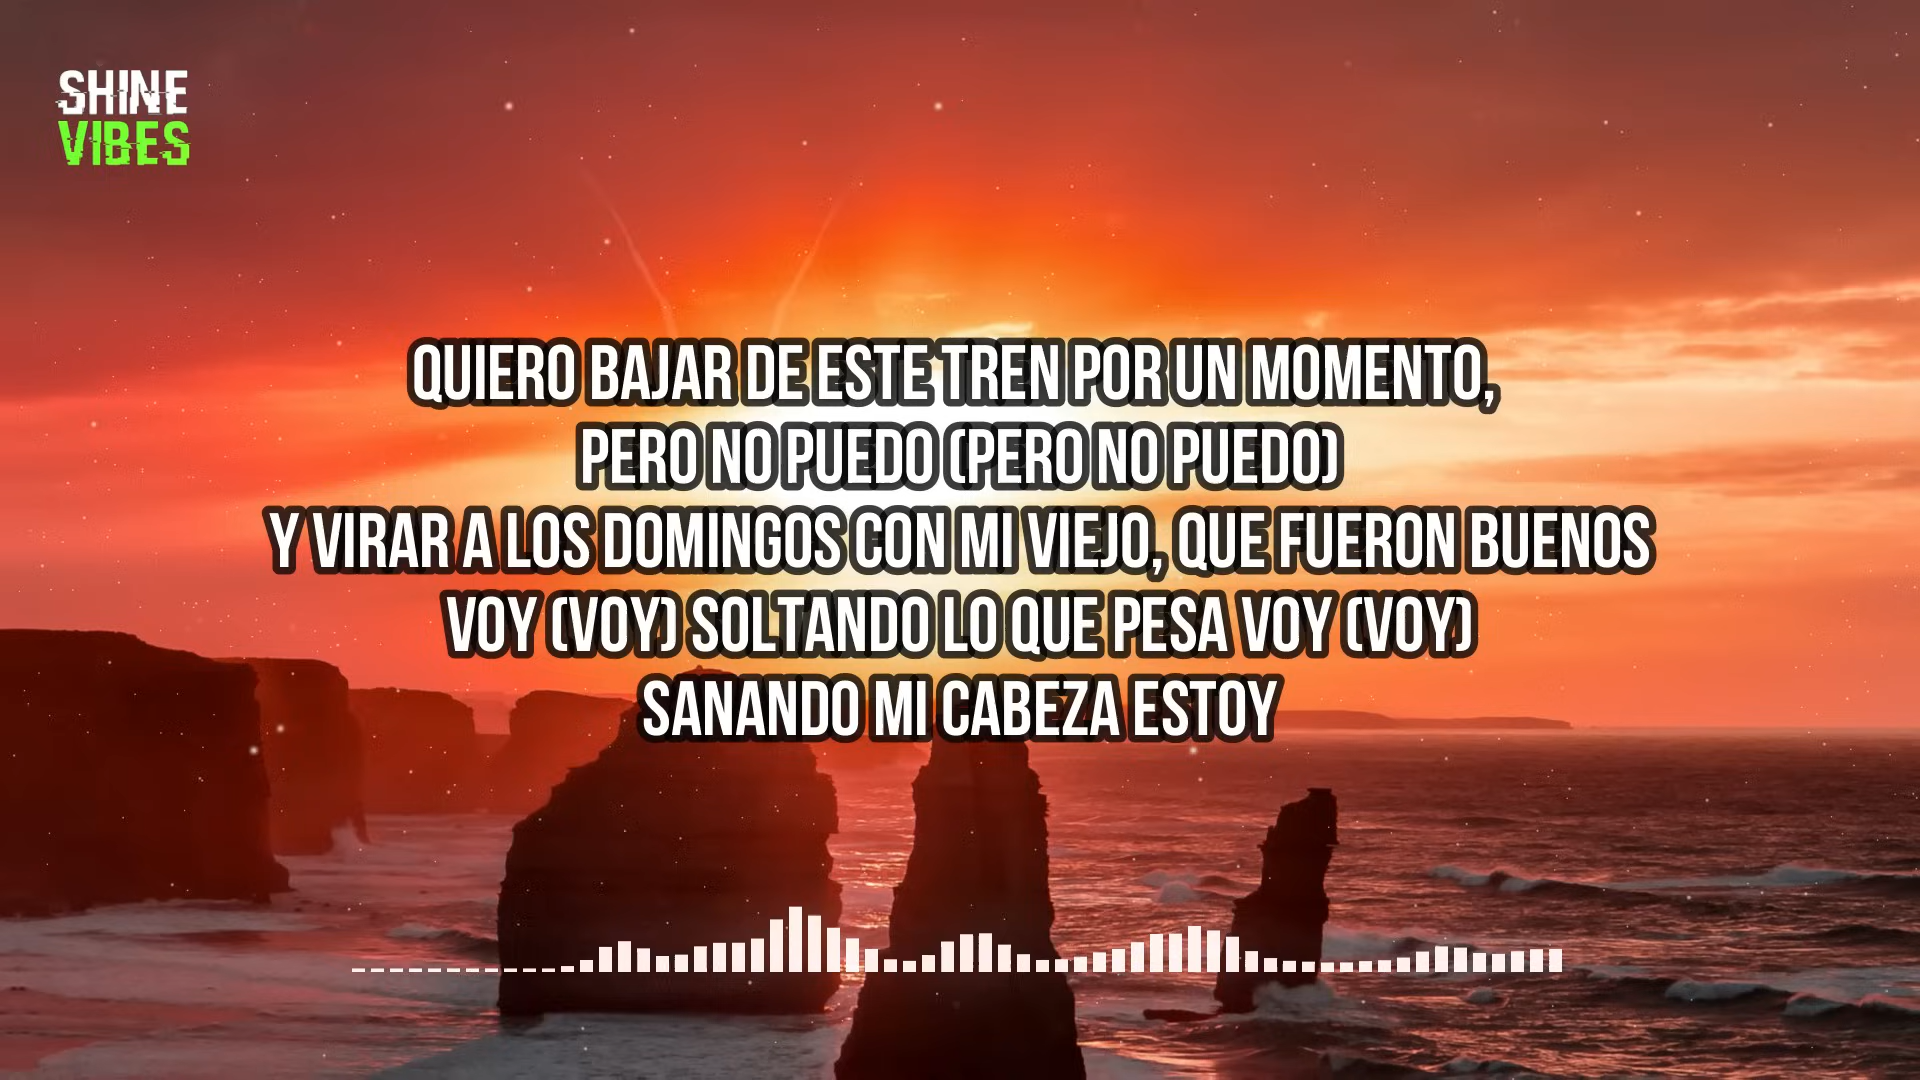 SHINE
VIBES
QUIERO BAJAR DE ESTE TREN POR UN MOMENTO,
PERO NO PUEDO (PERO NO PUEDO)
Y VIRAR A LOS DOMINGOS CON MI VIEJO, QUE FUERON BUENOS
VOY (VOY) SOLTANDO LO QUE PESA VOY (VOY)
SANANDO MI CABEZA ESTOY